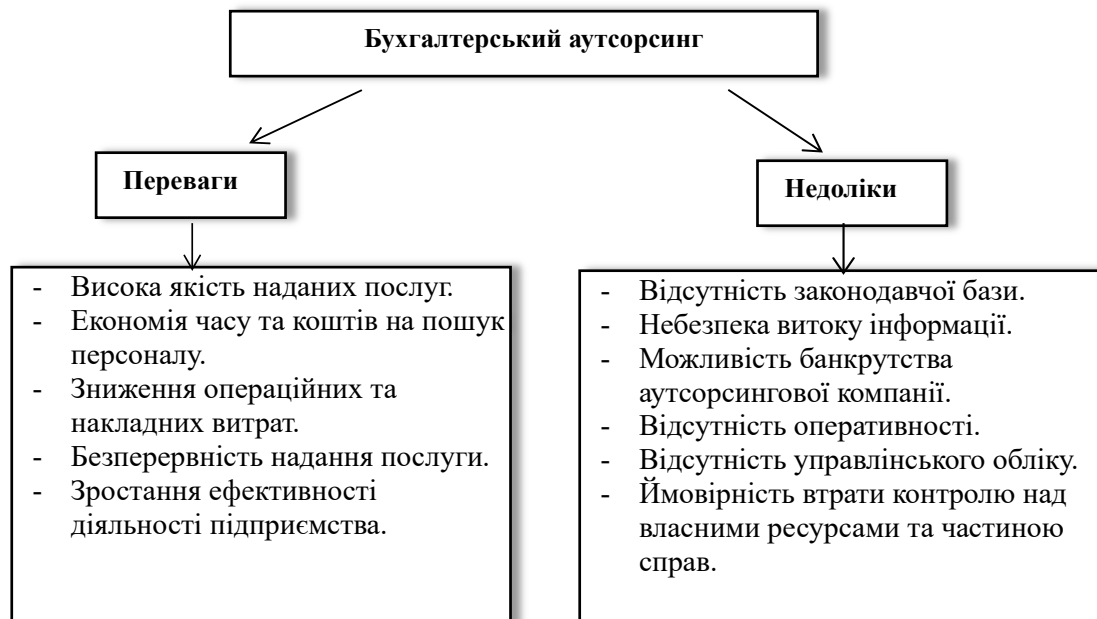 Бухгалтерський аутсорсинг
Переваги
Недоліки
- Висока якість наданих послуг.
- Економія часу та коштів на пошук
персоналу.
- Зниження операційних та
накладних витрат.
- Безперервність надання послуги.
- Зростання ефективності
діяльності підприємства.
- Відсутність законодавчої бази.
- Небезпека витоку інформації.
- Можливість банкрутства
аутсорсингової компанії.
- Відсутність оперативності.
- Відсутність управлінського обліку.
- Ймовірність втрати контролю над
власними ресурсами та частиною
справ.